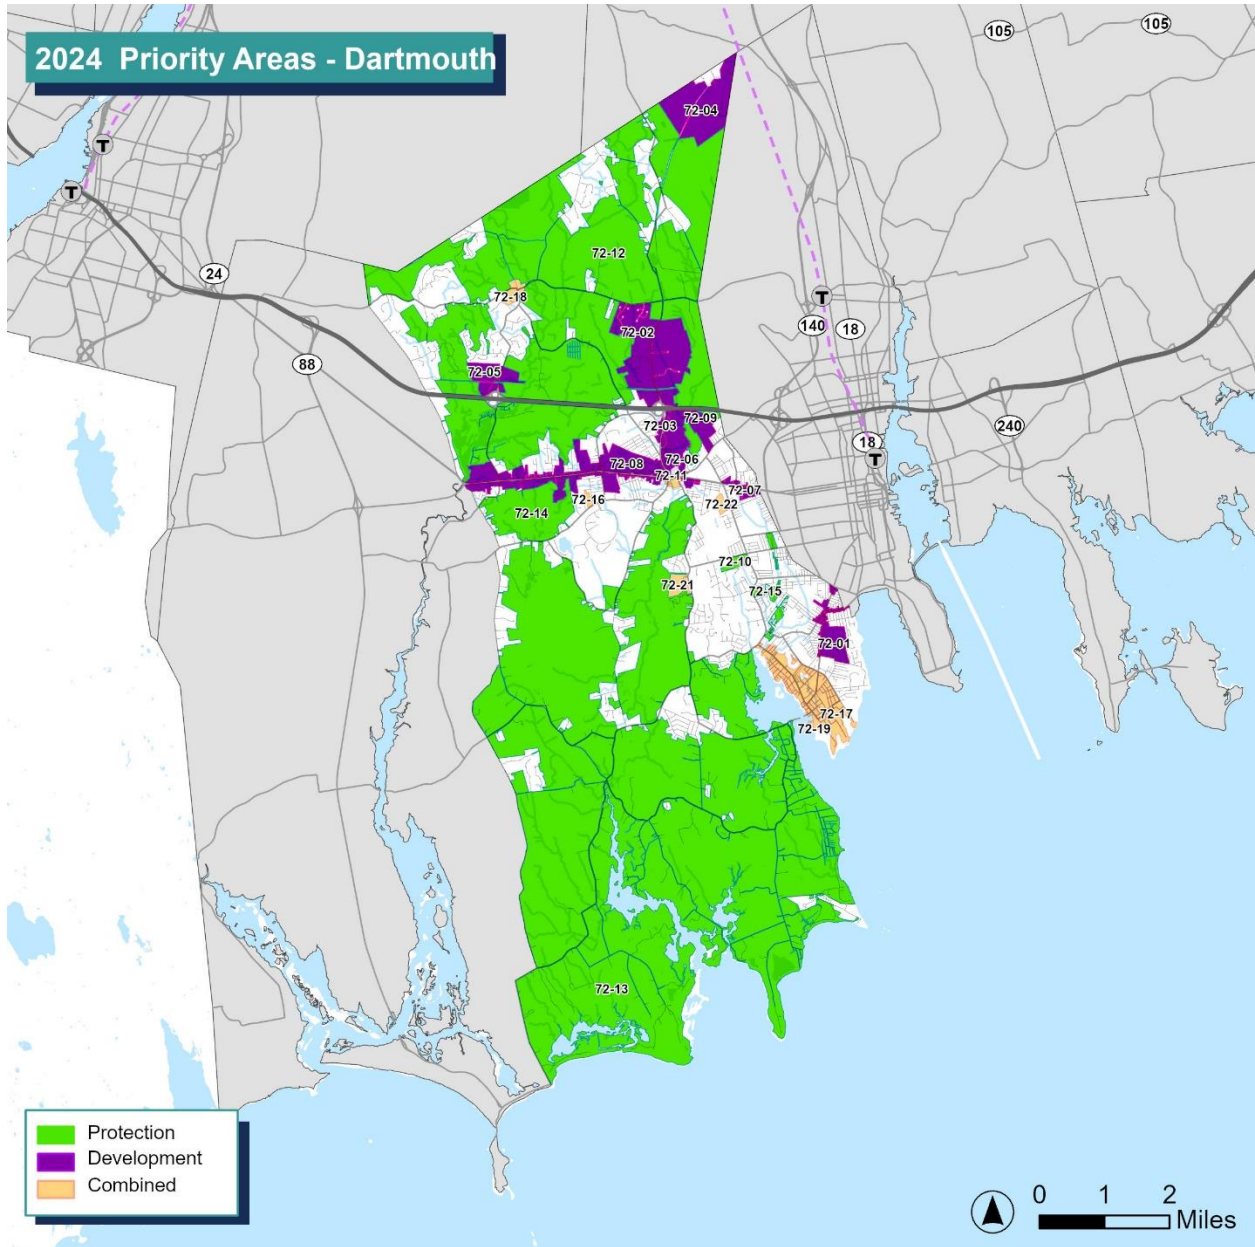 2024 Priority Areas - Dartmouth
105
105
72-04
T
T
72-12
24
72-18
T
140
18
72-02
88
72-05
72-03
72-09
240
18
T
72-06
72-08
72-11
72-07
72-16
72-22
72-14
72-10
72-21
72-15
72-01
72-17
72-19
72-13
Protection
Development
Combined
0 1 2
Miles